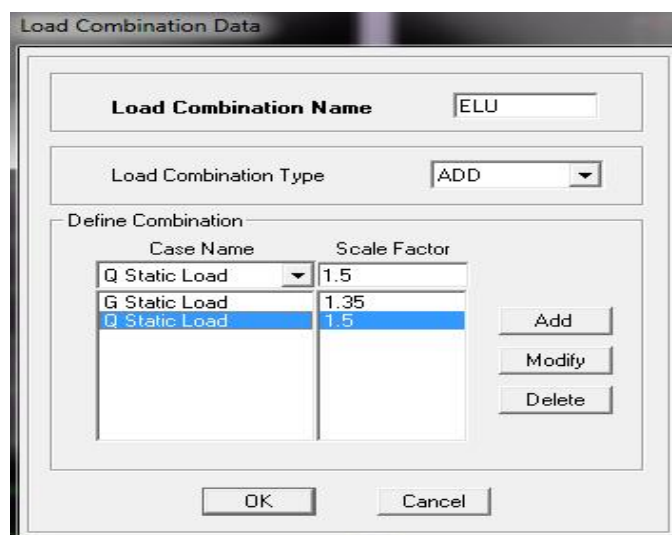 Load Combination Data
Load Combination Name ELU
Load Combination Type ADD
Define Combination
Case Name Scale Factor
Q Static Load 1.5
G Static Load 1.35
Q Static Load 1.5
Add
Modify
Delete
OK Cancel